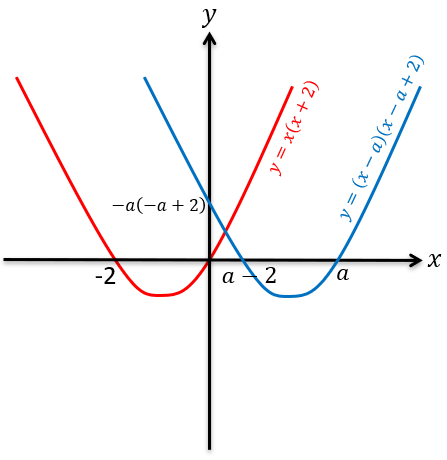 y
y = x(x + 2)
y = (x − a)(x − a + 2)
−a(−a + 2)
x
-2
a − 2
a